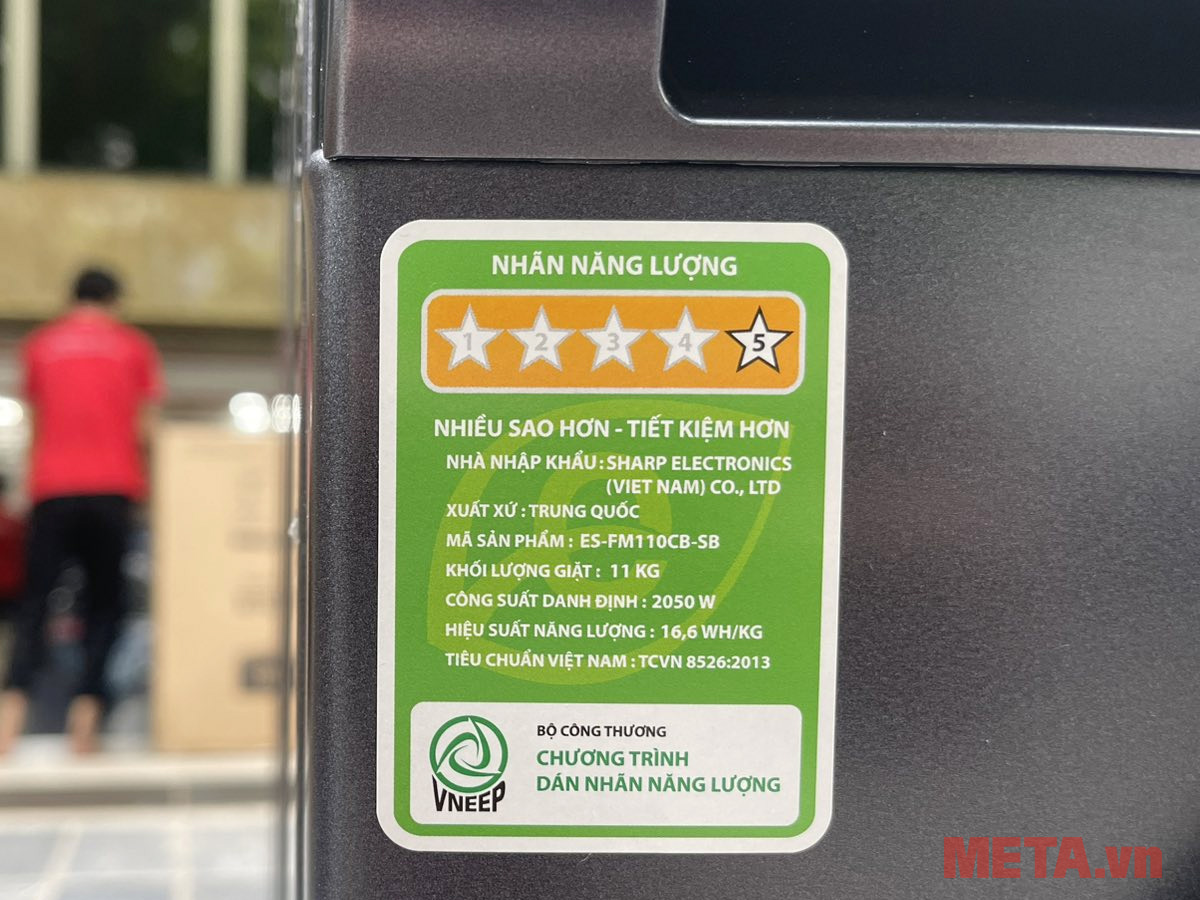 NHÃN NĂNG LƯỢNG
1 2 3 4 5
NHIỀU SAO HƠN - TIẾT KIỆM HƠN
NHÀ NHẬP KHẨU : SHARP ELECTRONICS
(VIET NAM) CO., LTD
XUẤT XỨ : TRUNG QUỐC
MÃ SẢN PHẨM : ES-FM110CB-SB
KHỐI LƯỢNG GIẶT : 11 KG
CÔNG SUẤT DANH ĐỊNH : 2050 W
HIỆU SUẤT NĂNG LƯỢNG : 16,6 WH/KG
TIÊU CHUẨN VIỆT NAM : TCVN 8526:2013
BỘ CÔNG THƯƠNG
CHƯƠNG TRÌNH
DÁN NHÃN NĂNG LƯỢNG
VNEEP
META.vn